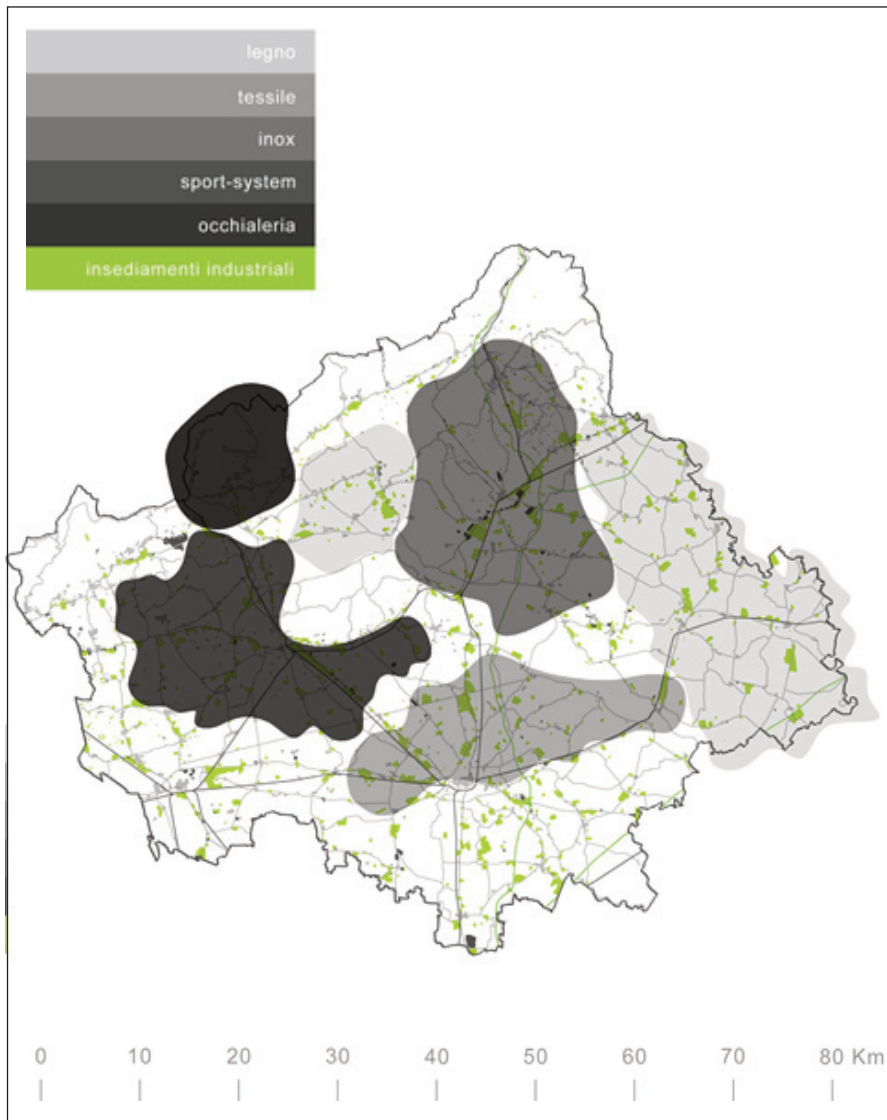 legno
tessile
inox
sport-system
occhialeria
insediamenti industriali
0 10 20 30 40 50 60 70 80 Km